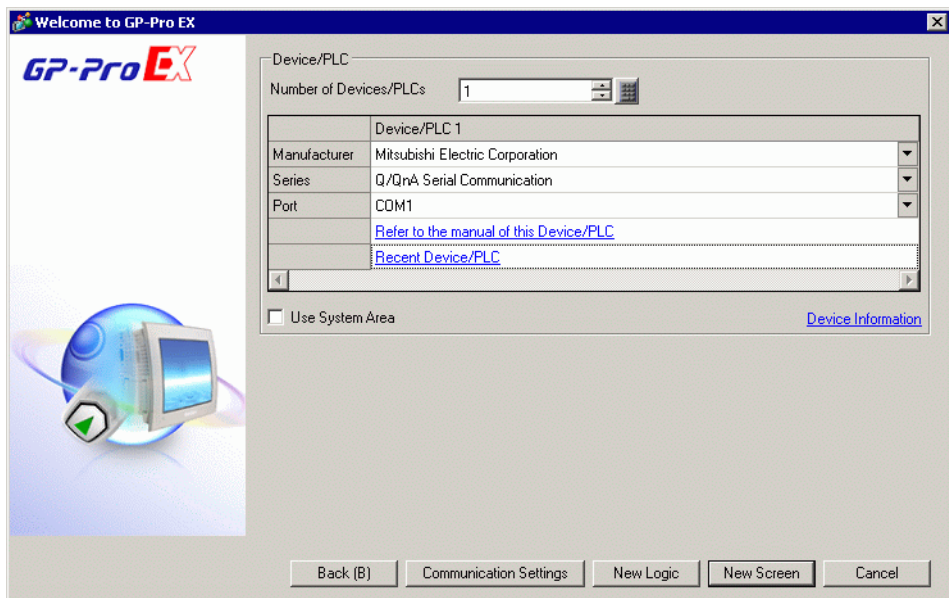 Welcome to GP-Pro EX
GP-Pro EX
Device/PLC
Number of Devices/PLCs 1
Device/PLC 1
Manufacturer Mitsubishi Electric Corporation
Series Q/QnA Serial Communication
Port COM1
Refer to the manual of this Device/PLC
Recent Device/PLC
Use System Area Device Information
Back (B) Communication Settings New Logic New Screen Cancel